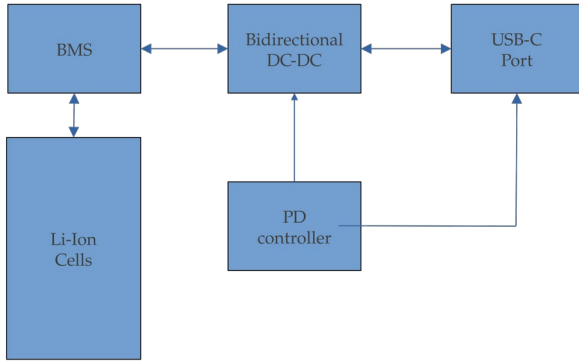 BMS
Bidirectional
DC-DC
USB-C
Port
PD
controller
Li-Ion
Cells